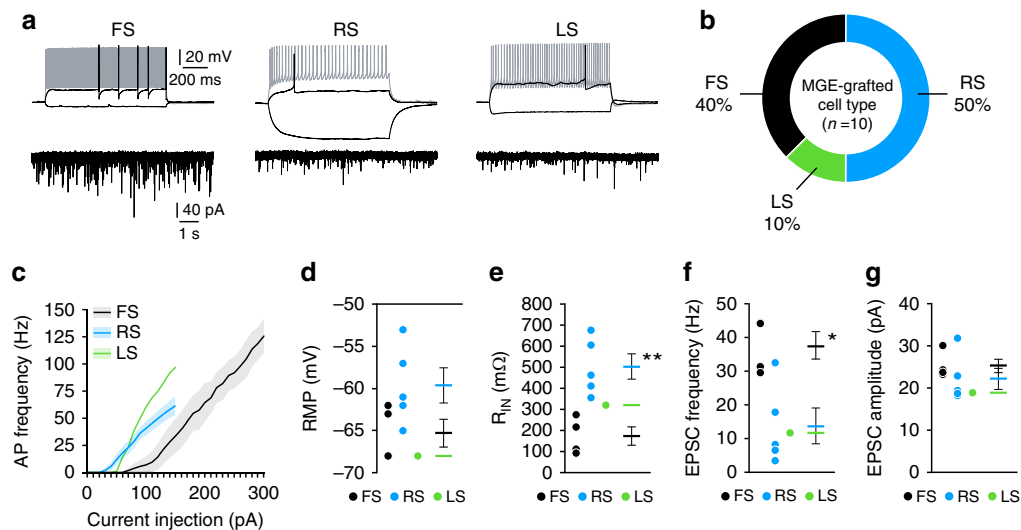 a
FS
RS
LS
20 mV
200 ms
40 pA
1 s
b
FS
40%
MGE-grafted
cell type
(n =10)
RS
50%
LS
10%
c
AP frequency (Hz)
150
125
100
75
50
25
0
FS
RS
LS
0
100
200
300
Current injection (pA)
d
RMP (mV)
−50
−55
−60
−65
−70
FS RS LS
e
RIN (mΩ)
800
700
600
500
400
300
200
100
0
**
FS RS LS
f
EPSC frequency (Hz)
50
40
30
20
10
0
*
FS RS LS
g
EPSC amplitude (pA)
40
30
20
10
0
FS RS LS